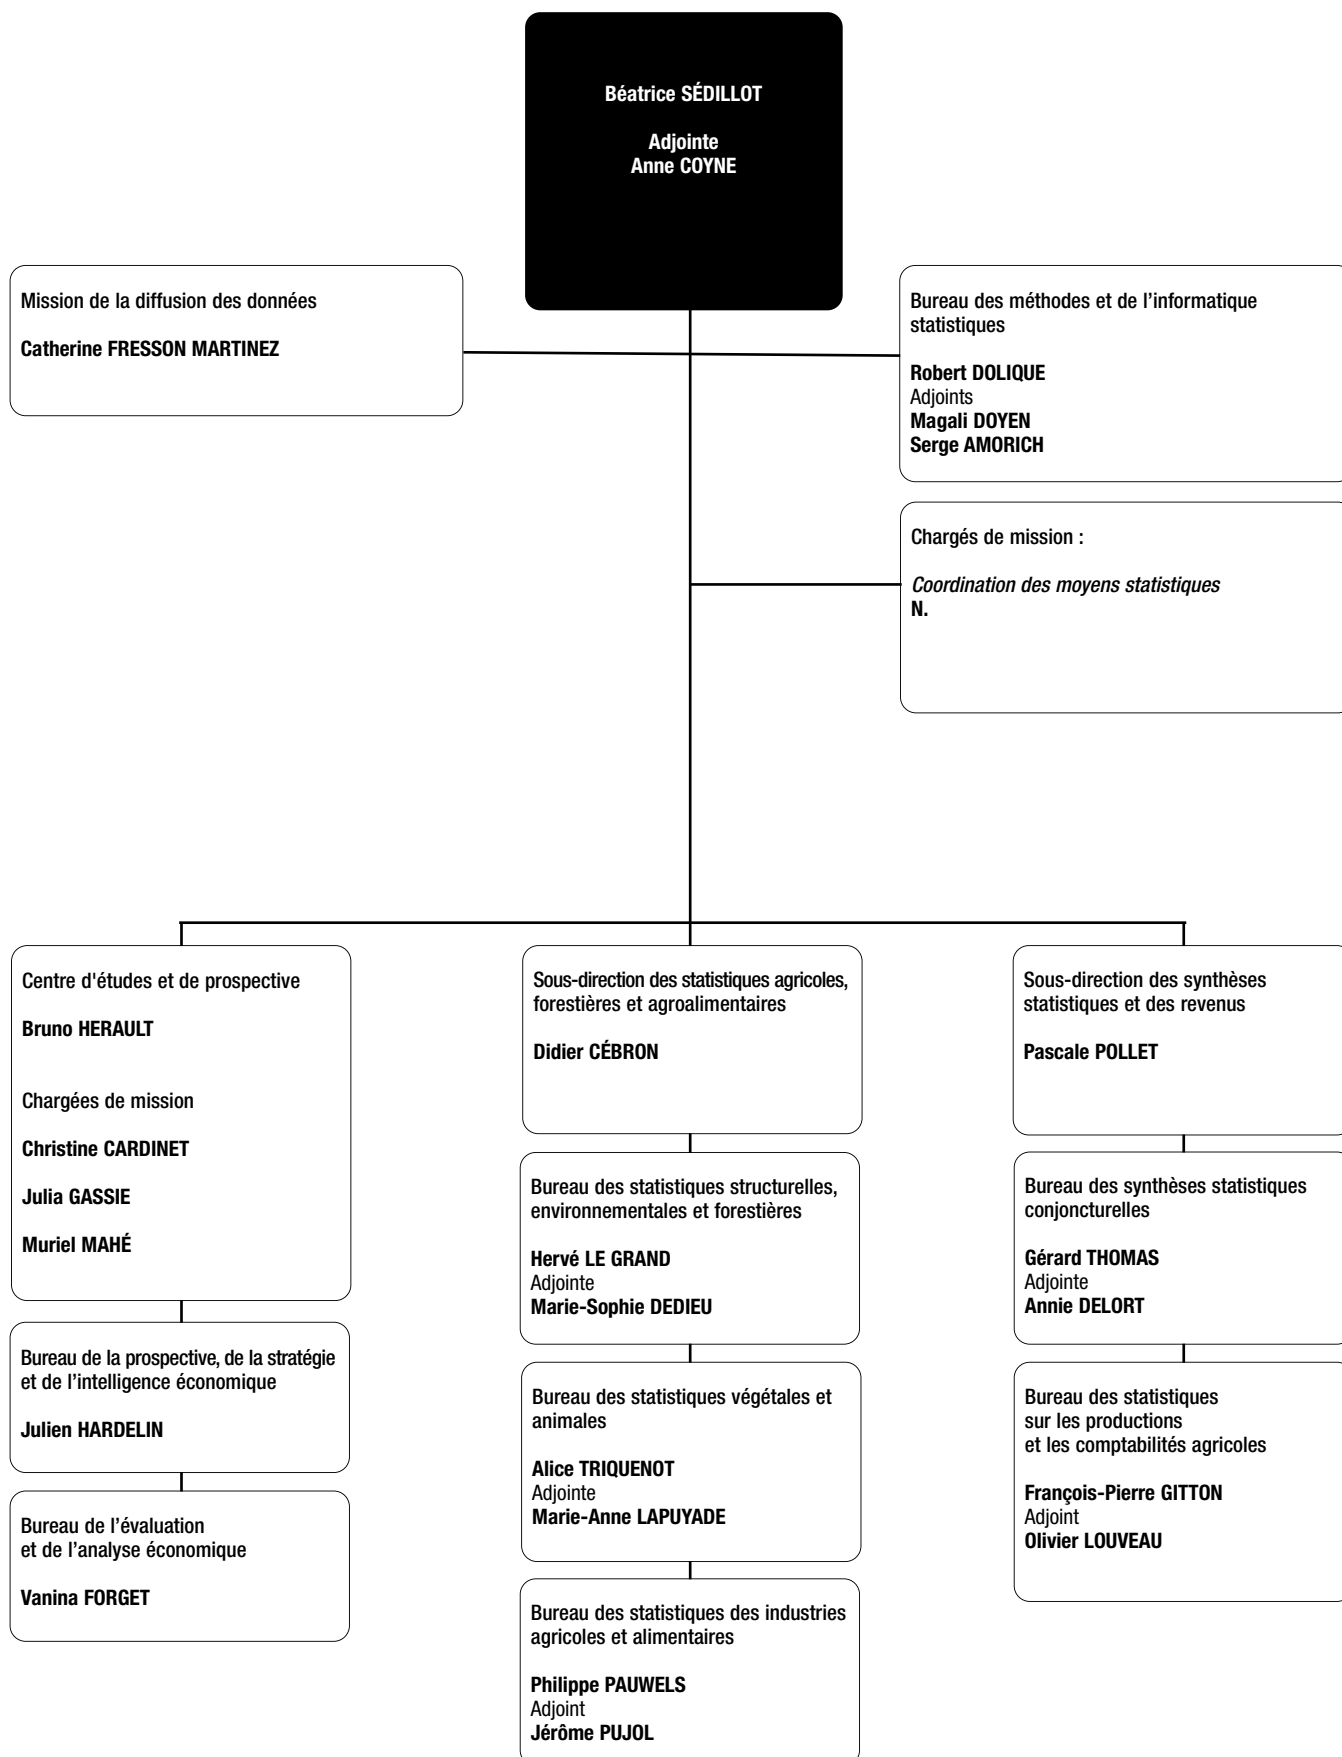 Béatrice SÉDILLOT
Adjointe
Anne COYNE
Mission de la diffusion des données
Catherine FRESSON MARTINEZ
Bureau des méthodes et de l’informatique
statistiques
Robert DOLIQUE
Adjoints
Magali DOYEN
Serge AMORICH
Chargés de mission :
Coordination des moyens statistiques
N.
Centre d'études et de prospective
Bruno HERAULT
Chargées de mission
Christine CARDINET
Julia GASSIE
Muriel MAHÉ
Bureau de la prospective, de la stratégie
et de l’intelligence économique
Julien HARDELIN
Bureau de l’évaluation
et de l’analyse économique
Vanina FORGET
Sous-direction des statistiques agricoles,
forestières et agroalimentaires
Didier CÉBRON
Bureau des statistiques structurelles,
environnementales et forestières
Hervé LE GRAND
Adjointe
Marie-Sophie DEDIEU
Bureau des statistiques végétales et
animales
Alice TRIQUENOT
Adjointe
Marie-Anne LAPUYADE
Bureau des statistiques des industries
agricoles et alimentaires
Philippe PAUWELS
Adjoint
Jérôme PUJOL
Sous-direction des synthèses
statistiques et des revenus
Pascale POLLET
Bureau des synthèses statistiques
conjoncturelles
Gérard THOMAS
Adjointe
Annie DELORT
Bureau des statistiques
sur les productions
et les comptabilités agricoles
François-Pierre GITTON
Adjoint
Olivier LOUVEAU